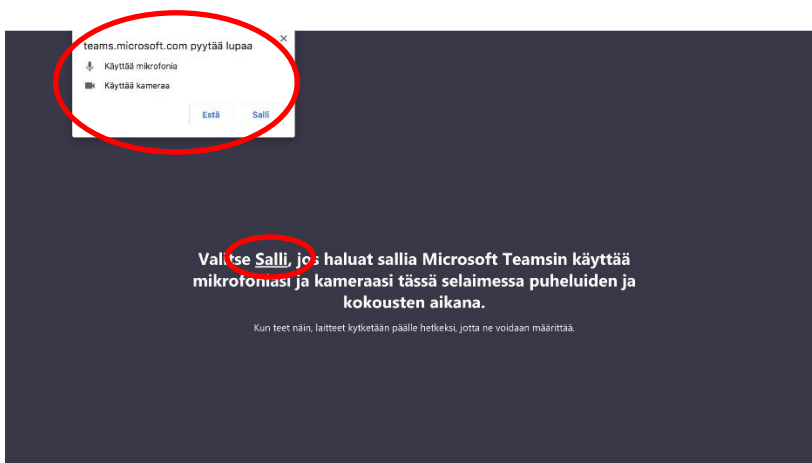 teams.microsoft.com pyytää lupaa
Käyttää mikrofonia
Käyttää kameraa
Estä Salli
Valitse Salli, jos haluat sallia Microsoft Teamsin käyttää
mikrofoniasi ja kameraasi tässä selaimessa puheluiden ja
kokousten aikana.
Kun teet näin, laitteet kytketään päälle hetkeksi, jotta ne voidaan määrittää.